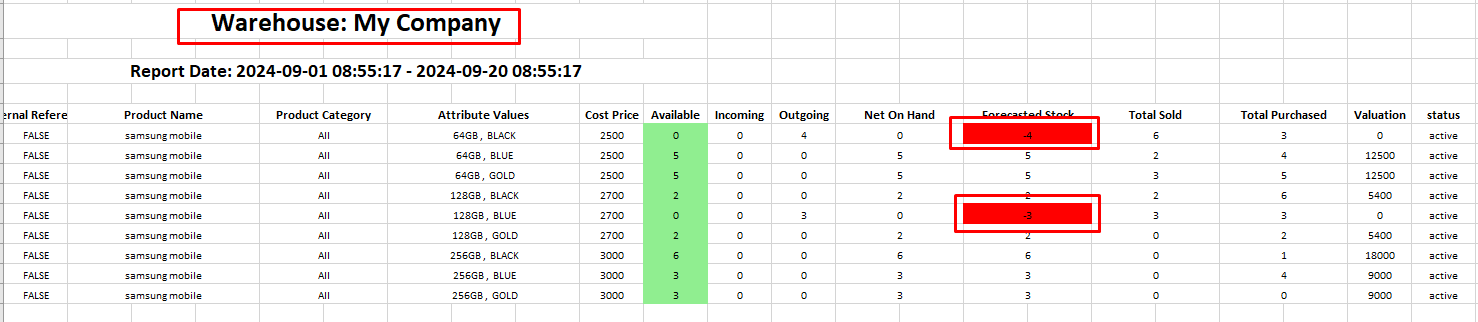 Warehouse: My Company
Report Date: 2024-09-01 08:55:17 - 2024-09-20 08:55:17
ernal Refere Product Name Product Category Attribute Values Cost Price Available Incoming Outgoing Net On Hand Forecasted Stock Total Sold Total Purchased Valuation status
FALSE samsung mobile All 64GB , BLACK 2500 0 0 4 0 -4 6 3 0 active
FALSE samsung mobile All 64GB , BLUE 2500 5 0 0 5 5 2 4 12500 active
FALSE samsung mobile All 64GB , GOLD 2500 5 0 0 5 5 3 5 12500 active
FALSE samsung mobile All 128GB , BLACK 2700 2 0 0 2 2 2 6 5400 active
FALSE samsung mobile All 128GB , BLUE 2700 0 0 3 0 -3 3 3 0 active
FALSE samsung mobile All 128GB , GOLD 2700 2 0 0 2 2 0 2 5400 active
FALSE samsung mobile All 256GB , BLACK 3000 6 0 0 6 6 0 1 18000 active
FALSE samsung mobile All 256GB , BLUE 3000 3 0 0 3 3 0 4 9000 active
FALSE samsung mobile All 256GB , GOLD 3000 3 0 0 3 3 0 0 9000 active